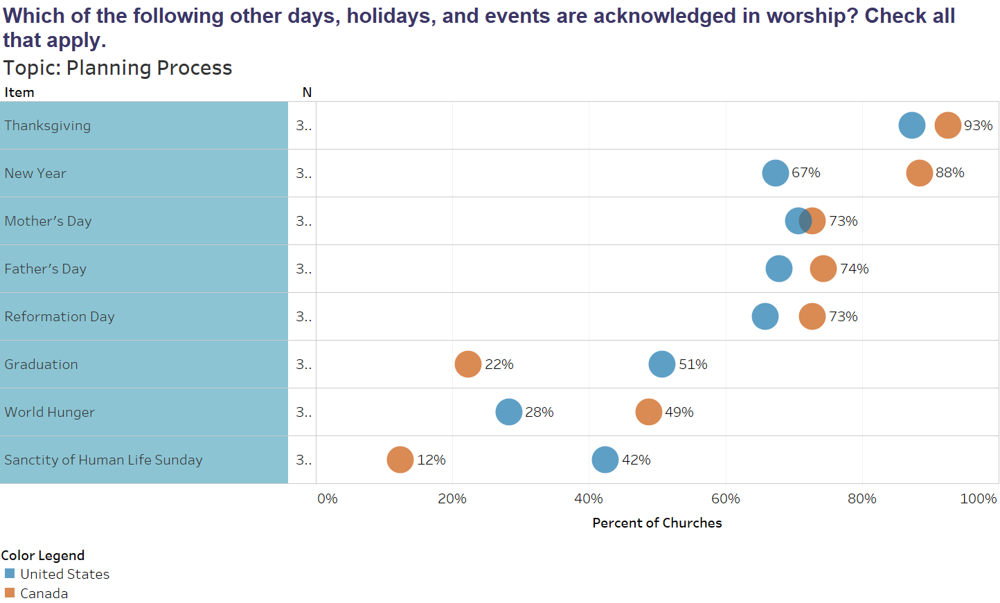 Which of the following other days, holidays, and events are acknowledged in worship? Check all
that apply.
Topic: Planning Process
Item N
Thanksgiving 3.. 93%
New Year 3.. 67% 88%
Mother's Day 3.. 73%
Father's Day 3.. 74%
Reformation Day 3.. 73%
Graduation 3.. 22% 51%
World Hunger 3.. 28% 49%
Sanctity of Human Life Sunday 3.. 12% 42%
0% 20% 40% 60% 80% 100%
Percent of Churches
Color Legend
United States
Canada